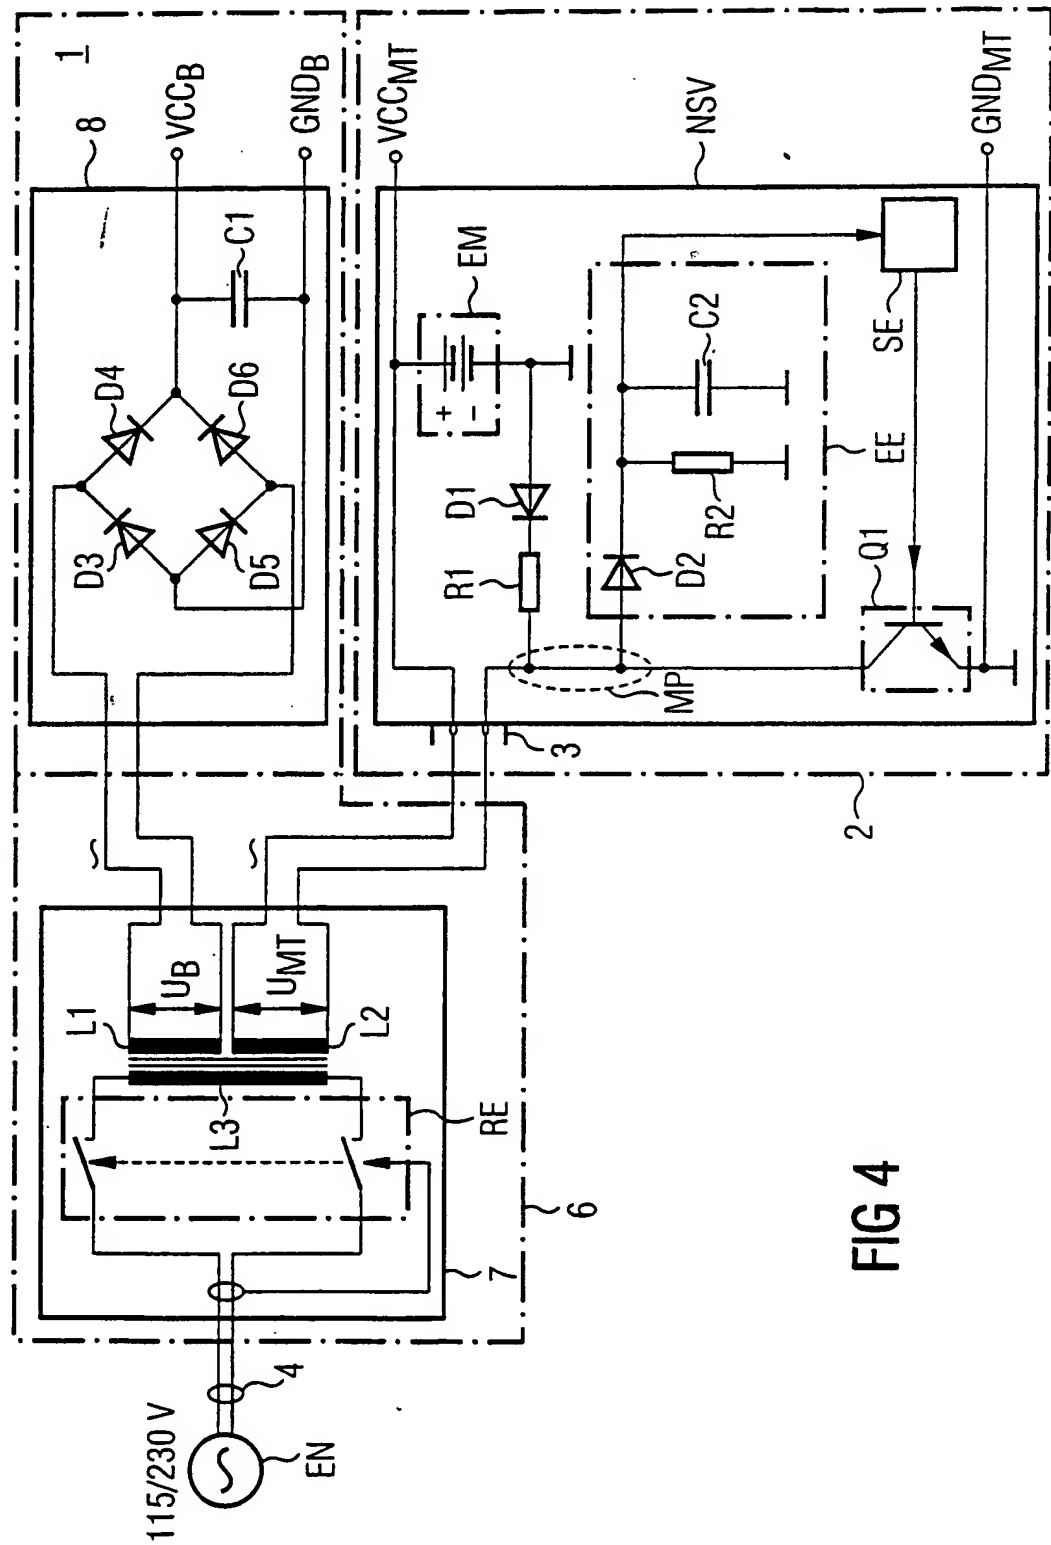 115/230 V
EN
4
7
6
RE
L3
L1
L2
U_B
U_MT
~
~
1
8
VCC_B
GND_B
D3
D4
D5
D6
C1
3
2
VCC_MT
NSV
GND_MT
EM
+
−
D1
R1
D2
R2
C2
EE
SE
Q1
MP
FIG 4